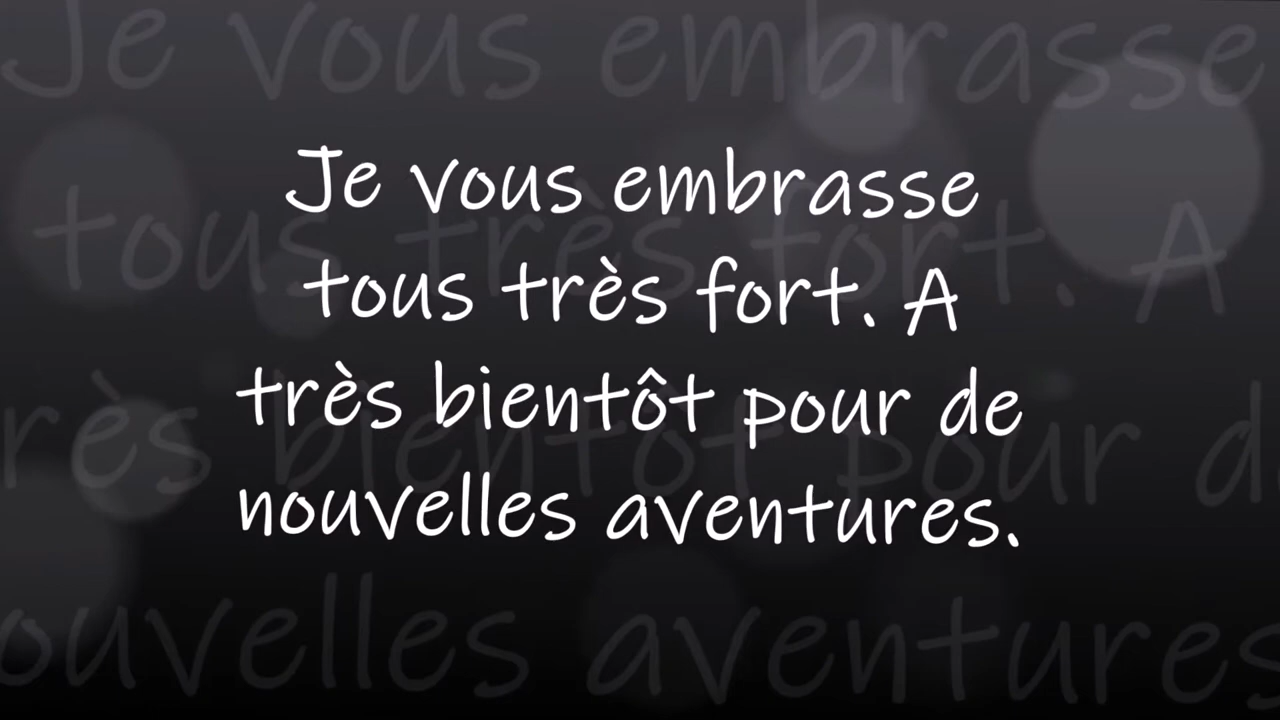 Je vous embrasse
tous très fort. A
très bientôt pour de
nouvelles aventures.